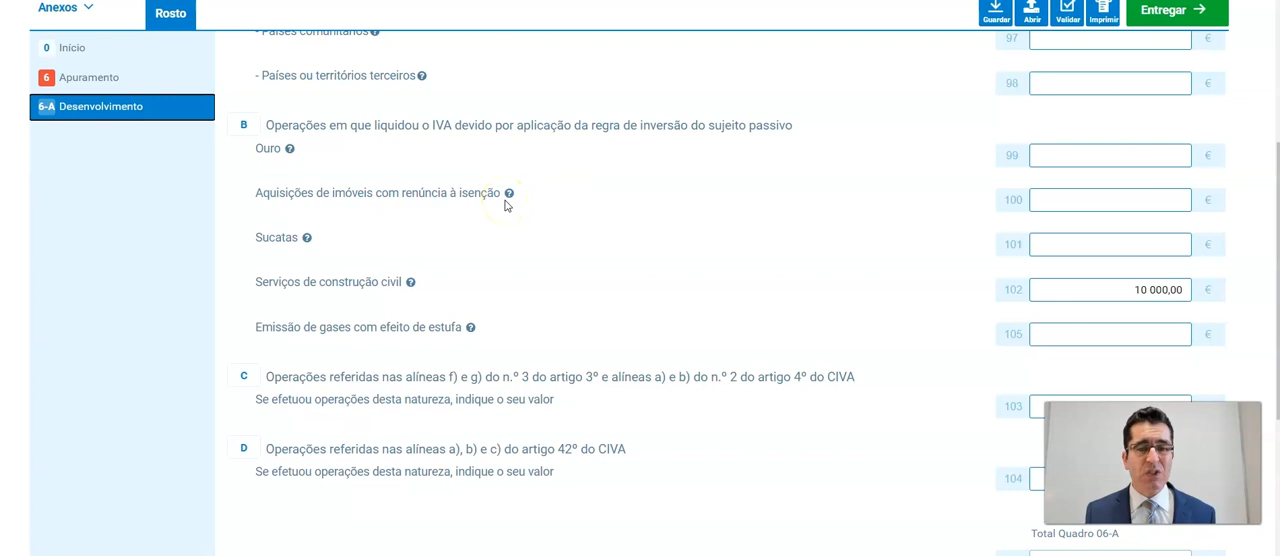 Anexos
Rosto
Guardar
Abrir
Validar
Imprimir
Entregar
0 Início
6 Apuramento
6-A Desenvolvimento
- Países comunitários
97 €
- Países ou territórios terceiros
98 €
B Operações em que liquidou o IVA devido por aplicação da regra de inversão do sujeito passivo
Ouro
99 €
Aquisições de imóveis com renúncia à isenção
100 €
Sucatas
101 €
Serviços de construção civil
102 10 000,00 €
Emissão de gases com efeito de estufa
105 €
C Operações referidas nas alíneas f) e g) do n.º 3 do artigo 3º e alíneas a) e b) do n.º 2 do artigo 4º do CIVA
Se efetuou operações desta natureza, indique o seu valor
103
D Operações referidas nas alíneas a), b) e c) do artigo 42º do CIVA
Se efetuou operações desta natureza, indique o seu valor
104
Total Quadro 06-A